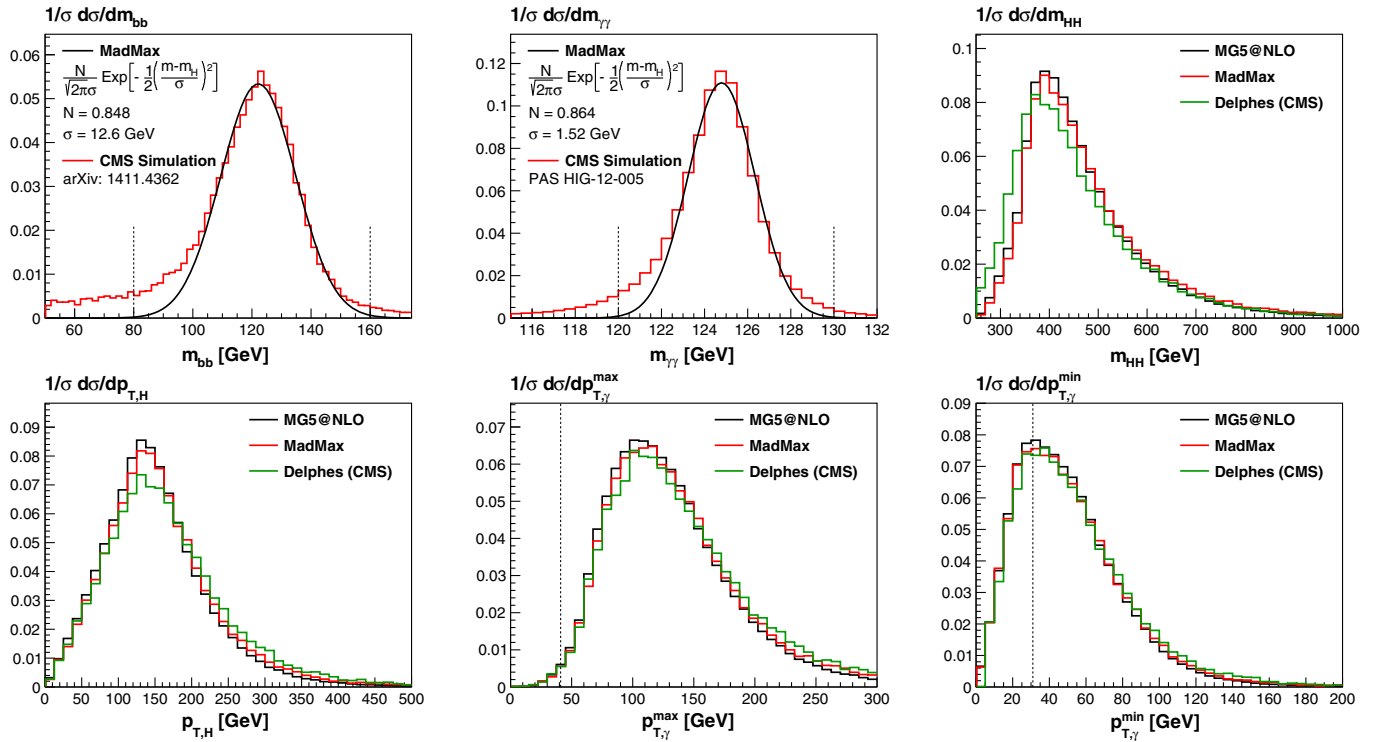 1/σ dσ/dm_bb
0.06
0.05
0.04
0.03
0.02
0.01
0
MadMax
N/√2πσ Exp[-1/2((m-m_H)/σ)²]
N = 0.848
σ = 12.6 GeV
CMS Simulation
arXiv: 1411.4362
60 80 100 120 140 160
m_bb [GeV]
1/σ dσ/dm_γγ
0.12
0.10
0.08
0.06
0.04
0.02
0
MadMax
N/√2πσ Exp[-1/2((m-m_H)/σ)²]
N = 0.864
σ = 1.52 GeV
CMS Simulation
PAS HIG-12-005
116 118 120 122 124 126 128 130 132
m_γγ [GeV]
1/σ dσ/dm_HH
0.1
0.08
0.06
0.04
0.02
0
MG5@NLO
MadMax
Delphes (CMS)
300 400 500 600 700 800 900 1000
m_HH [GeV]
1/σ dσ/dp_T,H
0.09
0.08
0.07
0.06
0.05
0.04
0.03
0.02
0.01
0
MG5@NLO
MadMax
Delphes (CMS)
0 50 100 150 200 250 300 350 400 450 500
p_T,H [GeV]
1/σ dσ/dp_T,γ^max
0.07
0.06
0.05
0.04
0.03
0.02
0.01
0
MG5@NLO
MadMax
Delphes (CMS)
0 50 100 150 200 250 300
p_T,γ^max [GeV]
1/σ dσ/dp_T,γ^min
0.09
0.08
0.07
0.06
0.05
0.04
0.03
0.02
0.01
0
MG5@NLO
MadMax
Delphes (CMS)
0 20 40 60 80 100 120 140 160 180 200
p_T,γ^min [GeV]